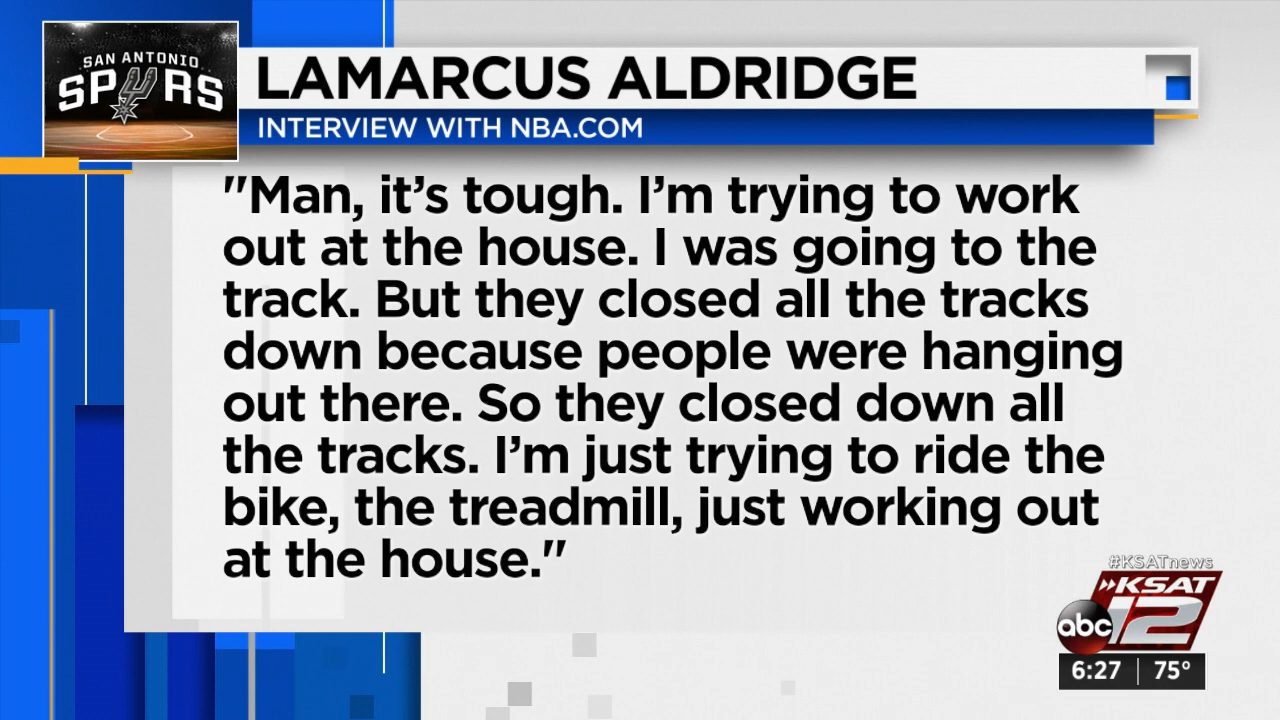 SAN ANTONIO
SPURS
LAMARCUS ALDRIDGE
INTERVIEW WITH NBA.COM
"Man, it’s tough. I’m trying to work
out at the house. I was going to the
track. But they closed all the tracks
down because people were hanging
out there. So they closed down all
the tracks. I’m just trying to ride the
bike, the treadmill, just working out
at the house."
#KSATnews
KSAT
abc 12
6:27 75°